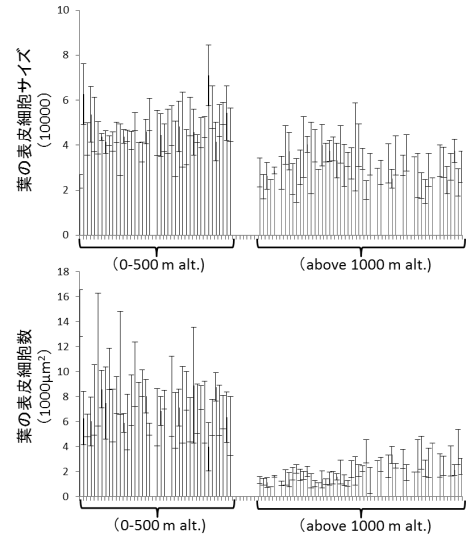 葉の表皮細胞サイズ
（10000）
10
8
6
4
2
0
（0-500 m alt.）
（above 1000 m alt.）
葉の表皮細胞数
（1000μm²）
18
16
14
12
10
8
6
4
2
0
（0-500 m alt.）
（above 1000 m alt.）